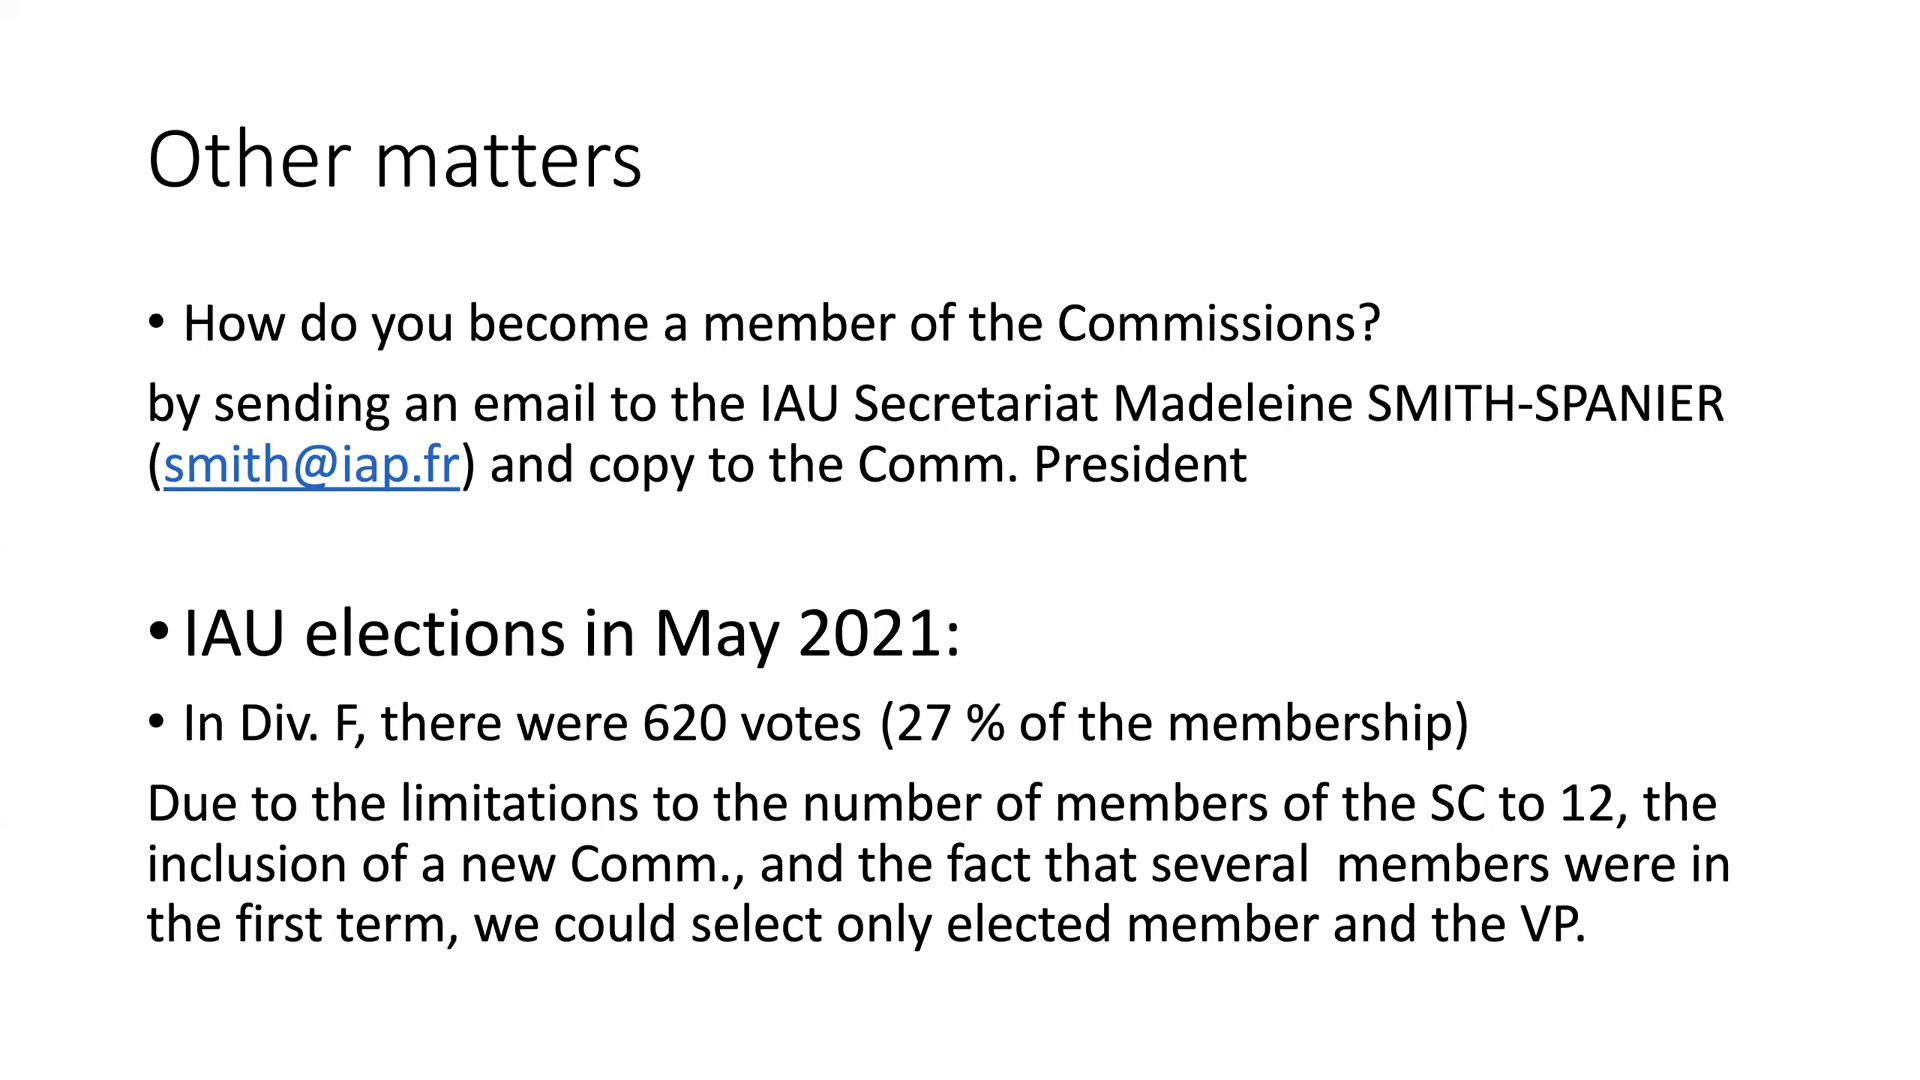 Other matters
• How do you become a member of the Commissions?
by sending an email to the IAU Secretariat Madeleine SMITH-SPANIER
(smith@iap.fr) and copy to the Comm. President
• IAU elections in May 2021:
• In Div. F, there were 620 votes (27 % of the membership)
Due to the limitations to the number of members of the SC to 12, the
inclusion of a new Comm., and the fact that several  members were in
the first term, we could select only elected member and the VP.